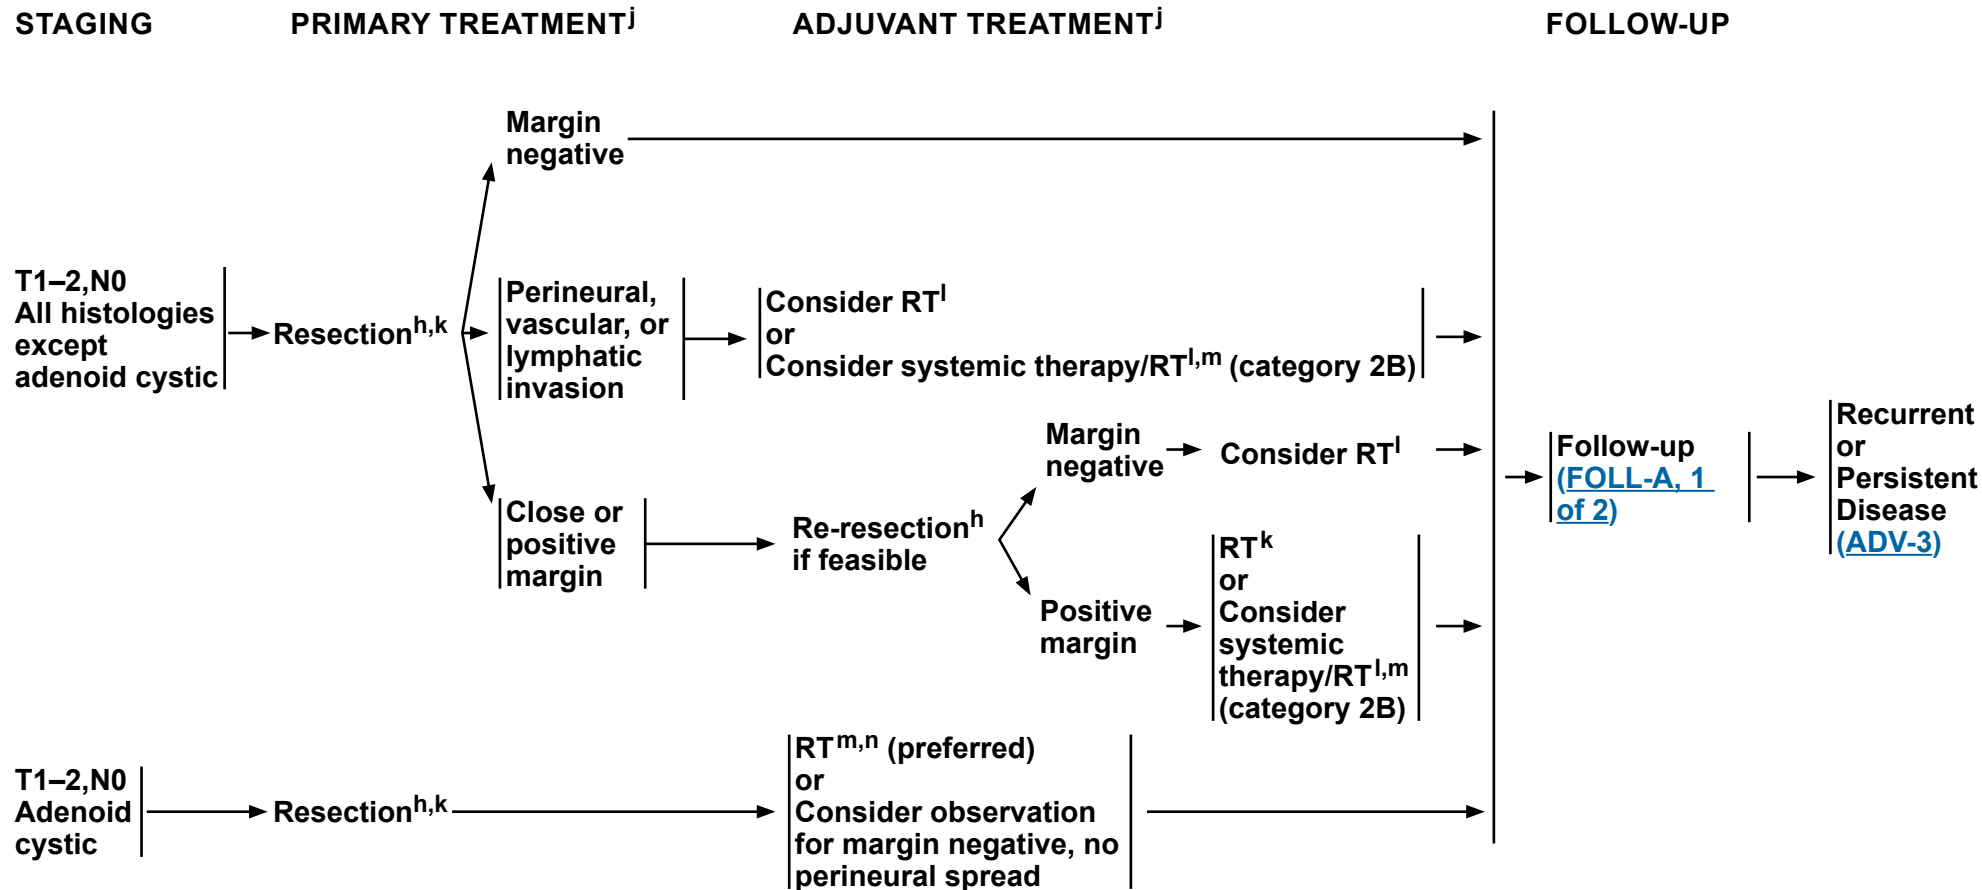 STAGING
PRIMARY TREATMENTj
ADJUVANT TREATMENTj
FOLLOW-UP
T1–2,N0
All histologies
except
adenoid cystic
Resectionh,k
Margin
negative
Perineural,
vascular, or
lymphatic
invasion
Consider RTl
or
Consider systemic therapy/RTl,m (category 2B)
Close or
positive
margin
Re-resectionh
if feasible
Margin
negative
Consider RTl
Positive
margin
RTk
or
Consider
systemic
therapy/RTl,m
(category 2B)
T1–2,N0
Adenoid
cystic
Resectionh,k
RTm,n (preferred)
or
Consider observation
for margin negative, no
perineural spread
Follow-up
(FOLL-A, 1
of 2)
Recurrent
or
Persistent
Disease
(ADV-3)